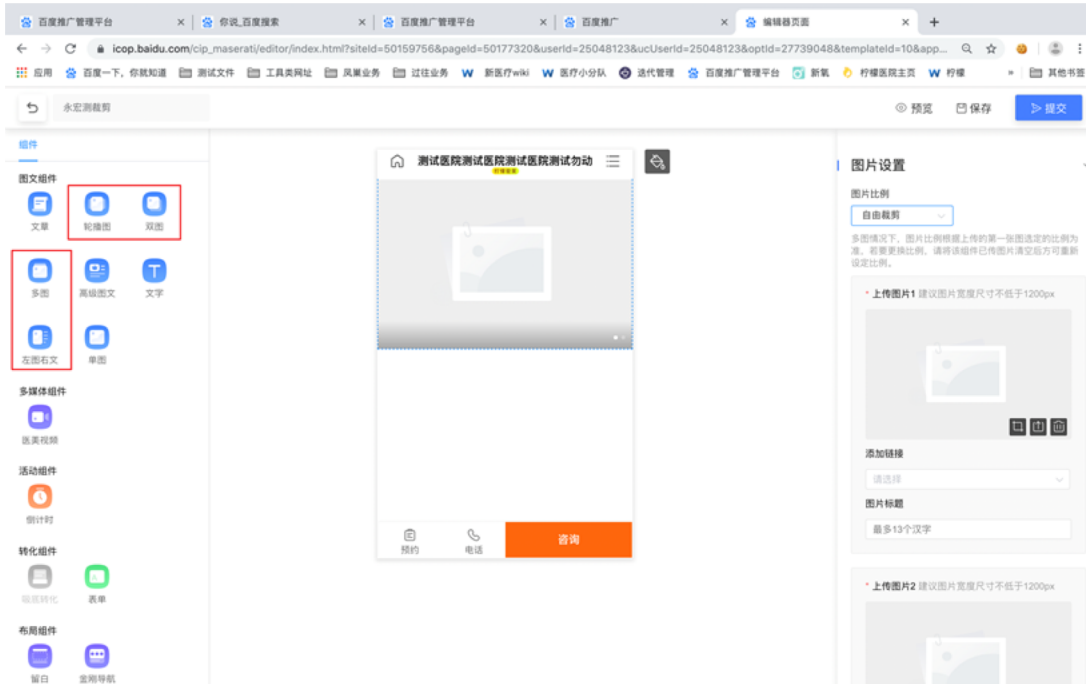 百度推广管理平台
你说_百度搜索
百度推广管理平台
百度推广
编辑器页面
icop.baidu.com/cip_maserati/editor/index.html?siteId=50159756&pageId=50177320&userId=25048123&ucUserId=25048123&optId=27739048&templateId=10&app...
应用 百度一下，你就知道 测试文件 工具类网址 凤巢业务 过往业务 新医疗wiki 医疗小分队 迭代管理 百度推广管理平台 新氧 柠檬医院主页 柠檬 » 其他书签
永宏测裁剪
预览 保存 提交
组件
图文组件
文章 轮播图 双图
多图 高级图文 文字
左图右文 单图
多媒体组件
医美视频
活动组件
倒计时
转化组件
吸底转化 表单
布局组件
留白 金刚导航
测试医院测试医院测试医院测试勿动
预约 电话 咨询
图片设置
图片比例
自由裁剪
多图情况下，图片比例根据上传的第一张图选定的比例为
准，若要更换比例，请将该组件已传图片清空后方可重新
设定比例。
* 上传图片1 建议图片宽度尺寸不低于1200px
添加链接
请选择
图片标题
最多13个汉字
* 上传图片2 建议图片宽度尺寸不低于1200px